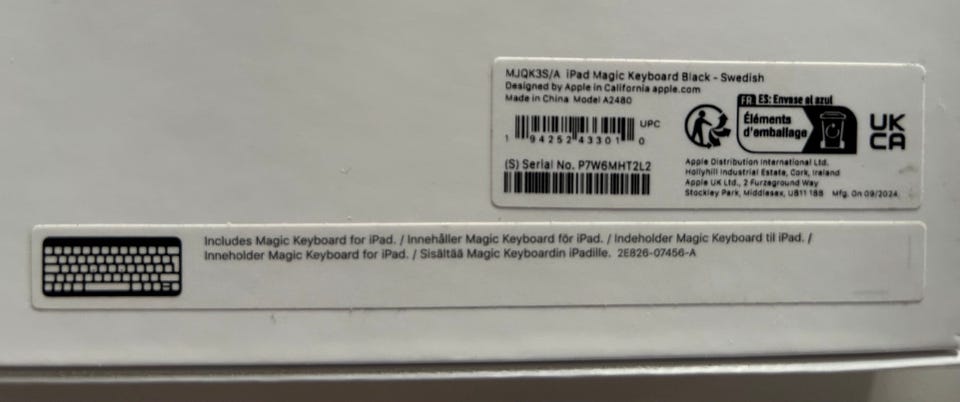 MJQK3S/A iPad Magic Keyboard Black - Swedish
Designed by Apple in California apple.com
Made in China Model A2480
UPC
1 94252 43301 0
(S) Serial No. P7W6MHT2L2
FR ES: Envase al azul
Éléments
d'emballage
UK
CA
Apple Distribution International Ltd.
Hollyhill Industrial Estate, Cork, Ireland
Apple UK Ltd., 2 Furzeground Way
Stockley Park, Middlesex, UB11 1BB Mfg. On 09/2024
Includes Magic Keyboard for iPad. / Innehåller Magic Keyboard för iPad. / Indeholder Magic Keyboard til iPad. /
Inneholder Magic Keyboard for iPad. / Sisältää Magic Keyboardin iPadille. 2E826-07456-A